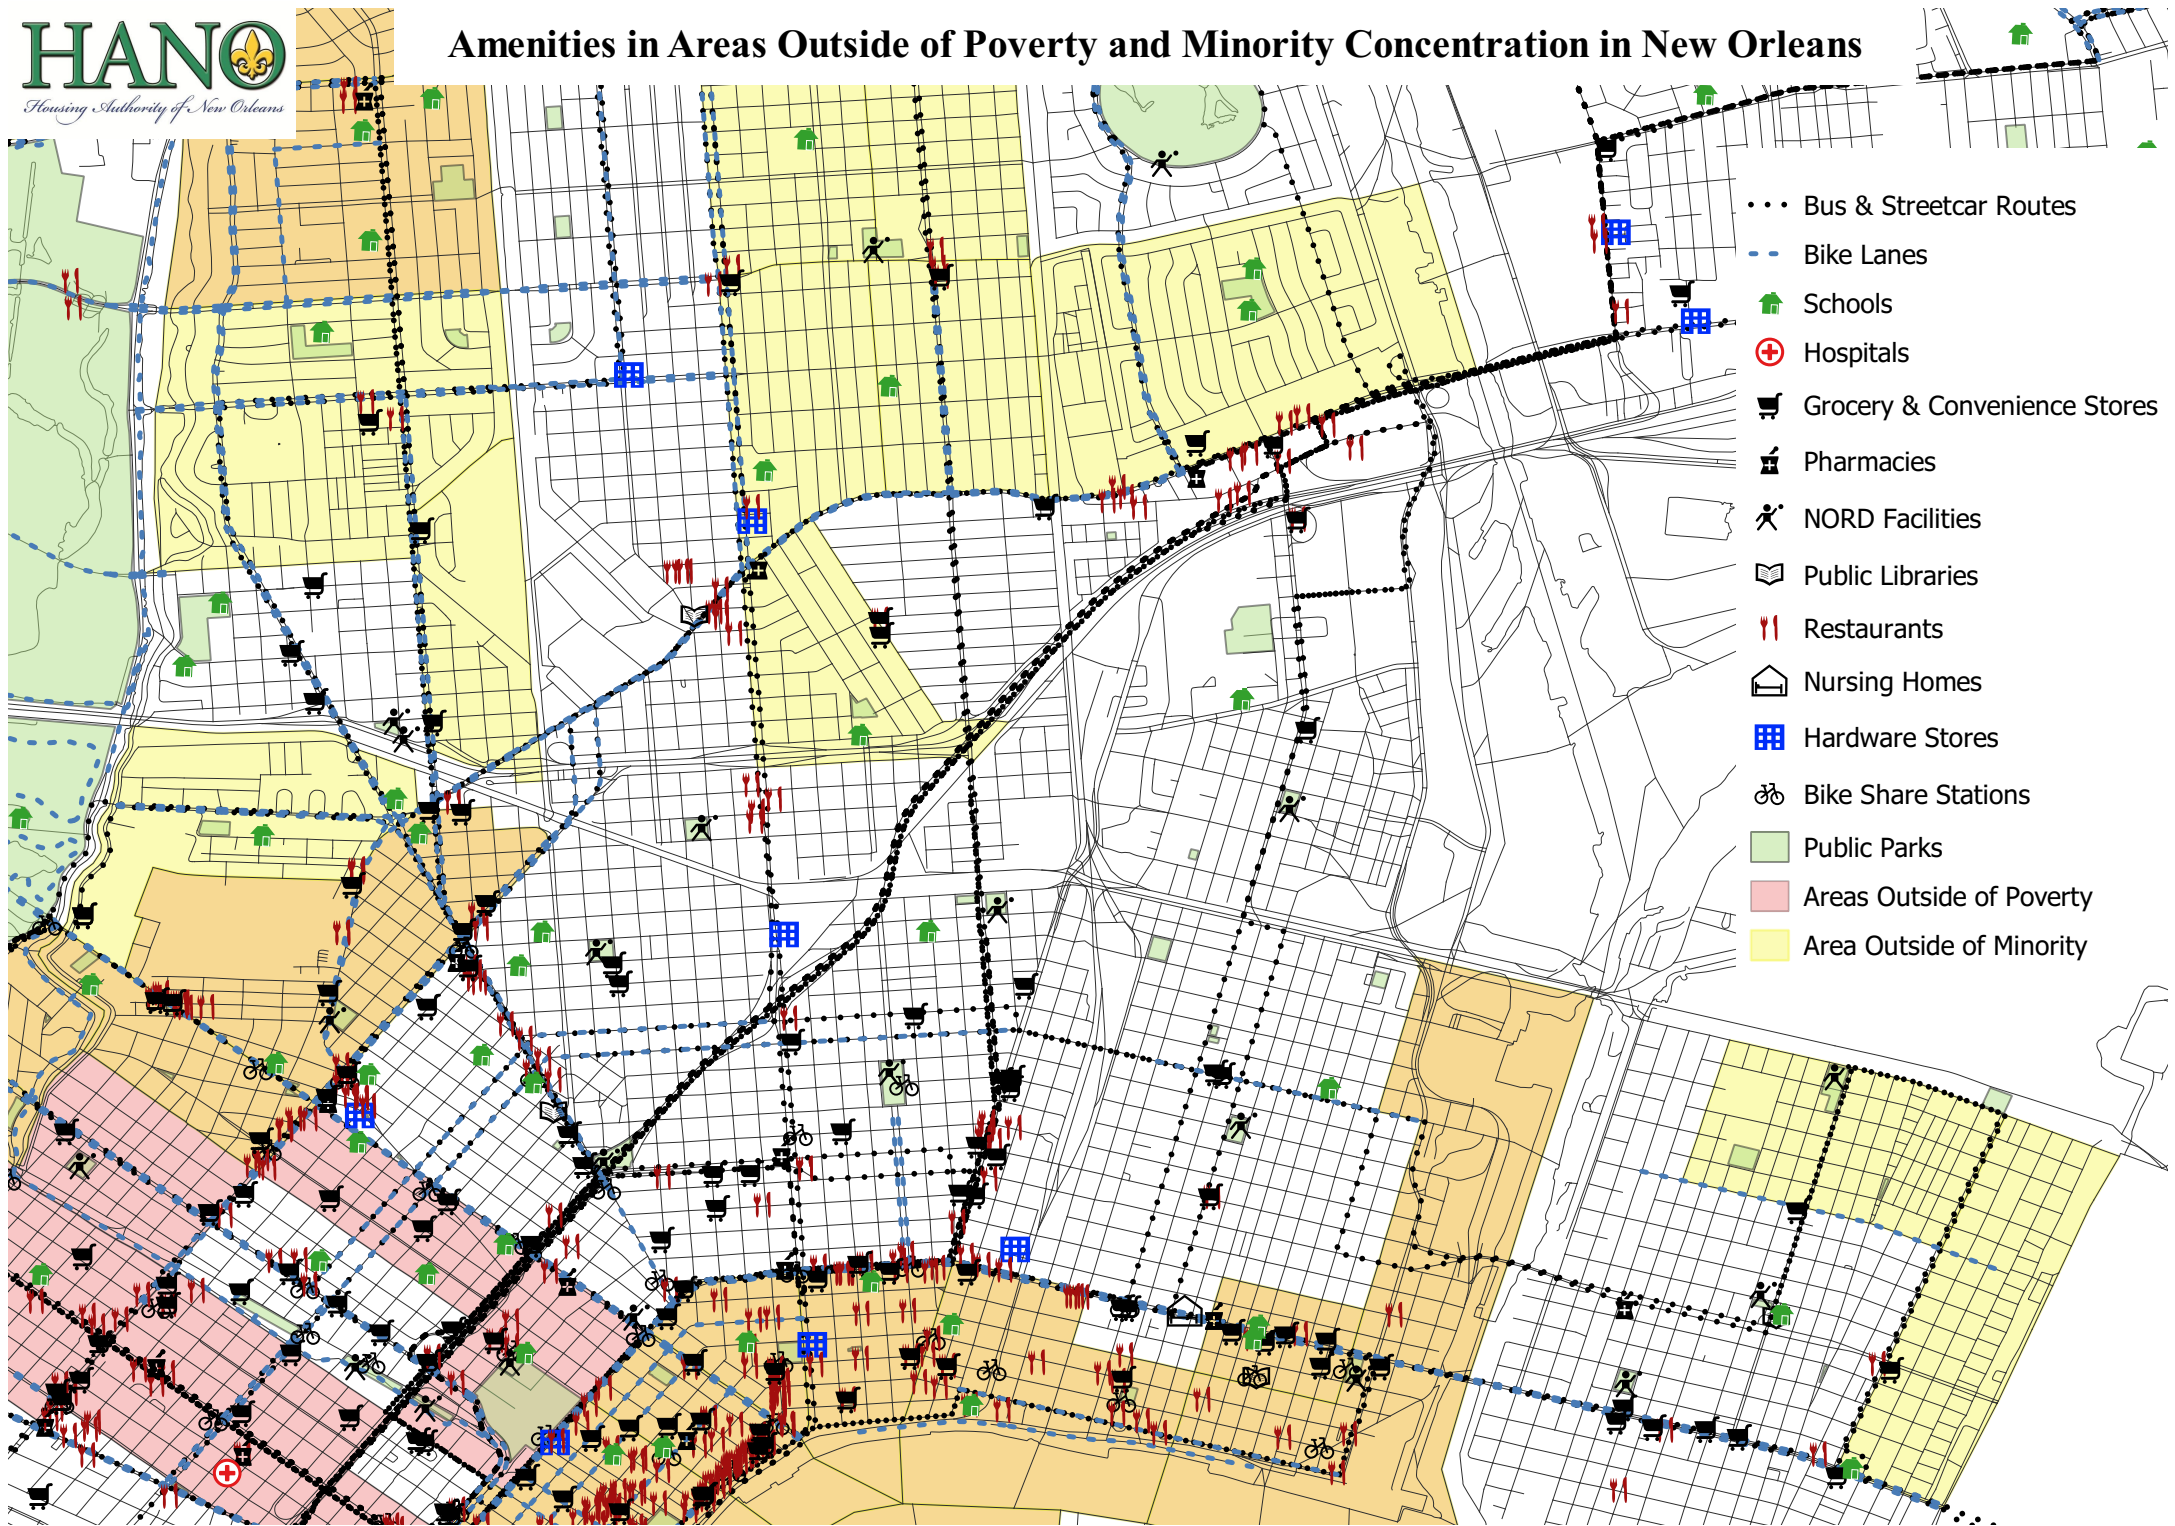 HANO
Housing Authority of New Orleans
Amenities in Areas Outside of Poverty and Minority Concentration in New Orleans
Bus & Streetcar Routes
Bike Lanes
Schools
Hospitals
Grocery & Convenience Stores
Pharmacies
NORD Facilities
Public Libraries
Restaurants
Nursing Homes
Hardware Stores
Bike Share Stations
Public Parks
Areas Outside of Poverty
Area Outside of Minority